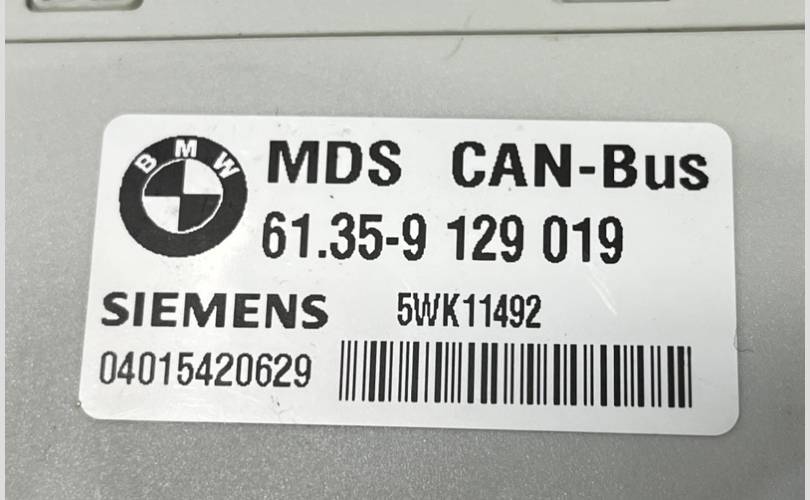 BMW
MDS CAN-Bus
61.35-9 129 019
SIEMENS 5WK11492
04015420629